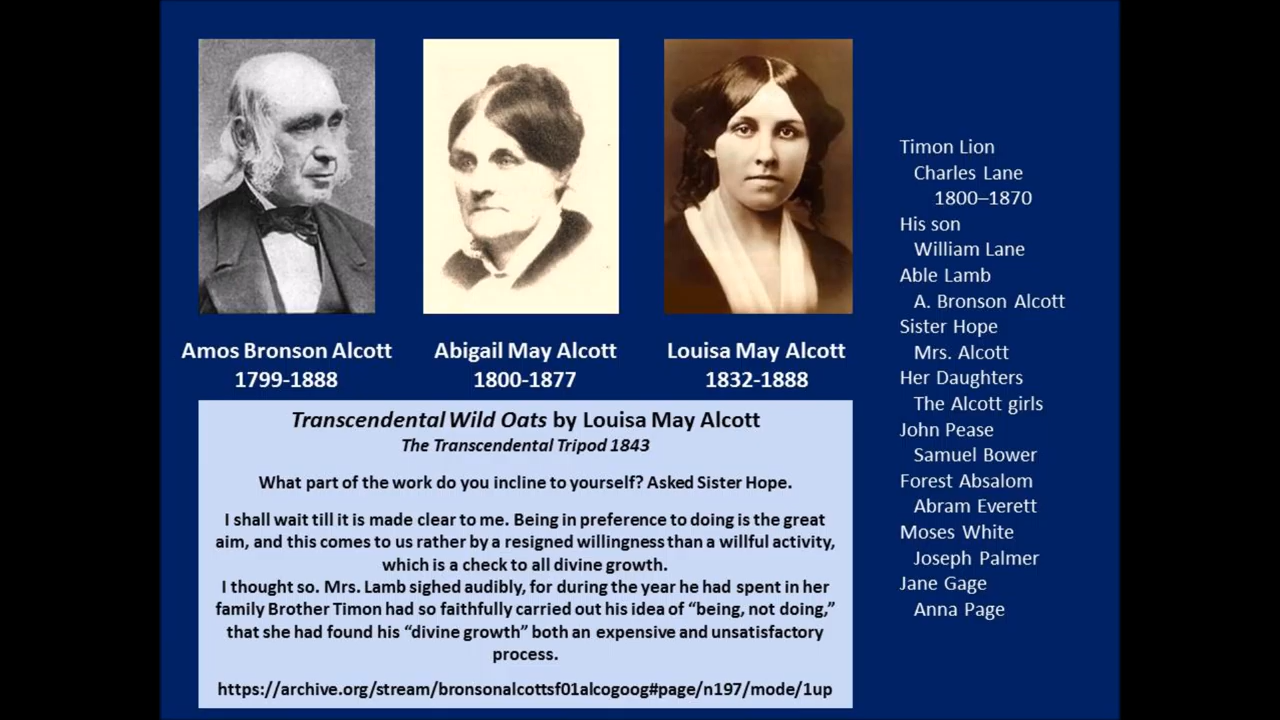 Amos Bronson Alcott
1799-1888
Abigail May Alcott
1800-1877
Louisa May Alcott
1832-1888
Transcendental Wild Oats by Louisa May Alcott
The Transcendental Tripod 1843
What part of the work do you incline to yourself? Asked Sister Hope.
I shall wait till it is made clear to me. Being in preference to doing is the great
aim, and this comes to us rather by a resigned willingness than a willful activity,
which is a check to all divine growth.
I thought so. Mrs. Lamb sighed audibly, for during the year he had spent in her
family Brother Timon had so faithfully carried out his idea of “being, not doing,”
that she had found his “divine growth” both an expensive and unsatisfactory
process.
https://archive.org/stream/bronsonalcottsf01alcogoog#page/n197/mode/1up
Timon Lion
Charles Lane
1800–1870
His son
William Lane
Able Lamb
A. Bronson Alcott
Sister Hope
Mrs. Alcott
Her Daughters
The Alcott girls
John Pease
Samuel Bower
Forest Absalom
Abram Everett
Moses White
Joseph Palmer
Jane Gage
Anna Page